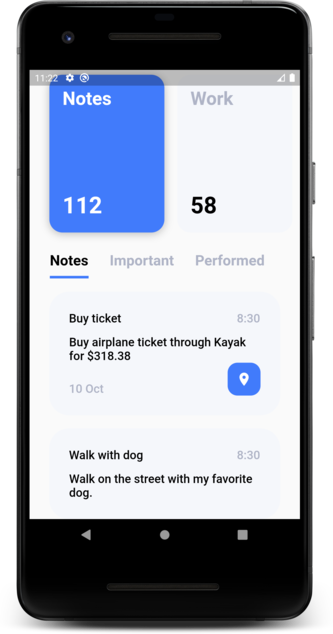 11:22
Notes Work
112 58
Notes Important Performed
Buy ticket 8:30
Buy airplane ticket through Kayak
for $318.38
10 Oct
Walk with dog 8:30
Walk on the street with my favorite
dog.